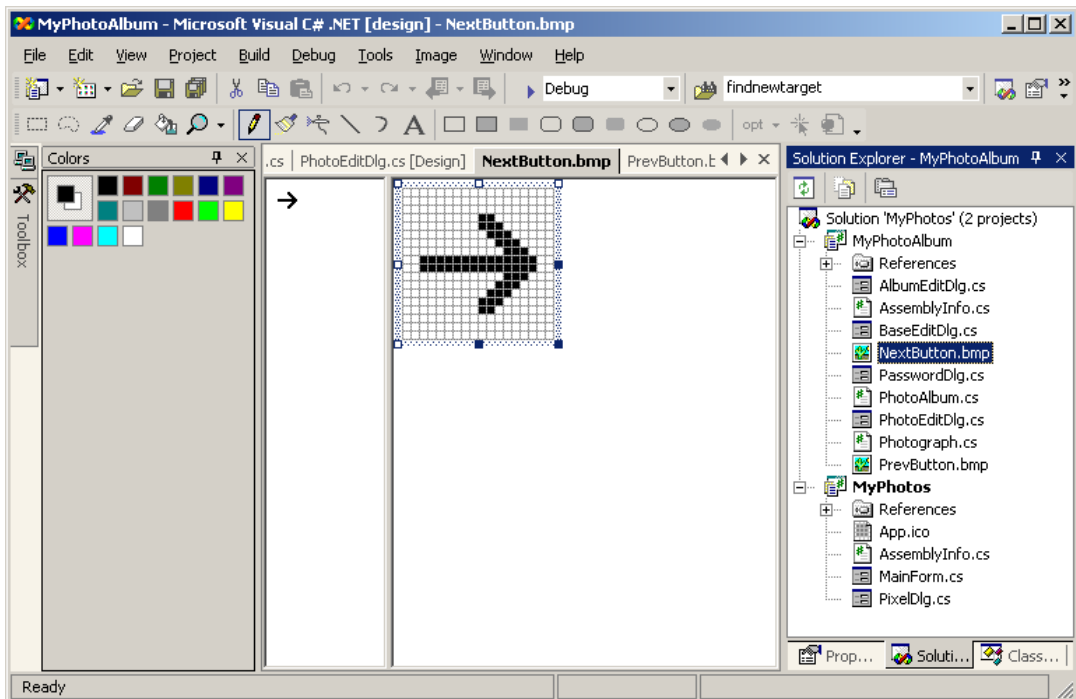 MyPhotoAlbum - Microsoft Visual C# .NET [design] - NextButton.bmp
File Edit View Project Build Debug Tools Image Window Help
Debug findnewtarget
A opt
Colors
.cs PhotoEditDlg.cs [Design] NextButton.bmp PrevButton.b
Solution Explorer - MyPhotoAlbum
Toolbox
Solution 'MyPhotos' (2 projects)
MyPhotoAlbum
References
AlbumEditDlg.cs
AssemblyInfo.cs
BaseEditDlg.cs
NextButton.bmp
PasswordDlg.cs
PhotoAlbum.cs
PhotoEditDlg.cs
Photograph.cs
PrevButton.bmp
MyPhotos
References
App.ico
AssemblyInfo.cs
MainForm.cs
PixelDlg.cs
Prop... Soluti... Class...
Ready